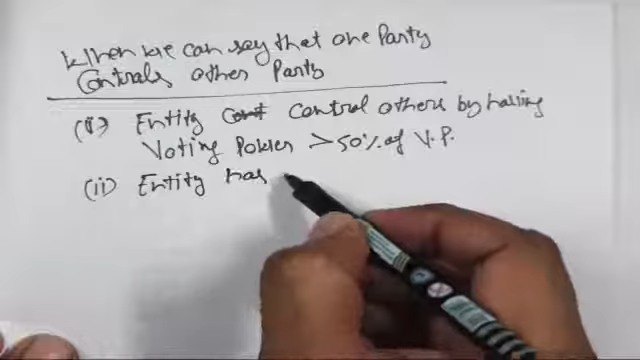 When we can say that one Party
Controls other Party
(i) Entity Cont Control others by having
Voting Power >50% of V.P.
(ii) Entity has